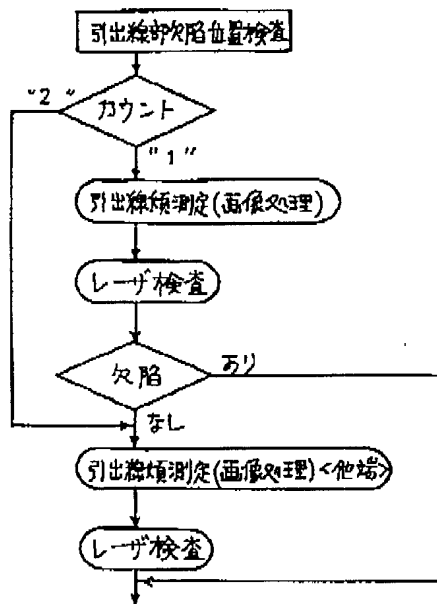 引出線部欠陥位置検査
カウント
"2"
"1"
引出線傾測定(画像処理)
レーザ検査
欠陥
あり
なし
引出線傾測定(画像処理)<他端>
レーザ検査